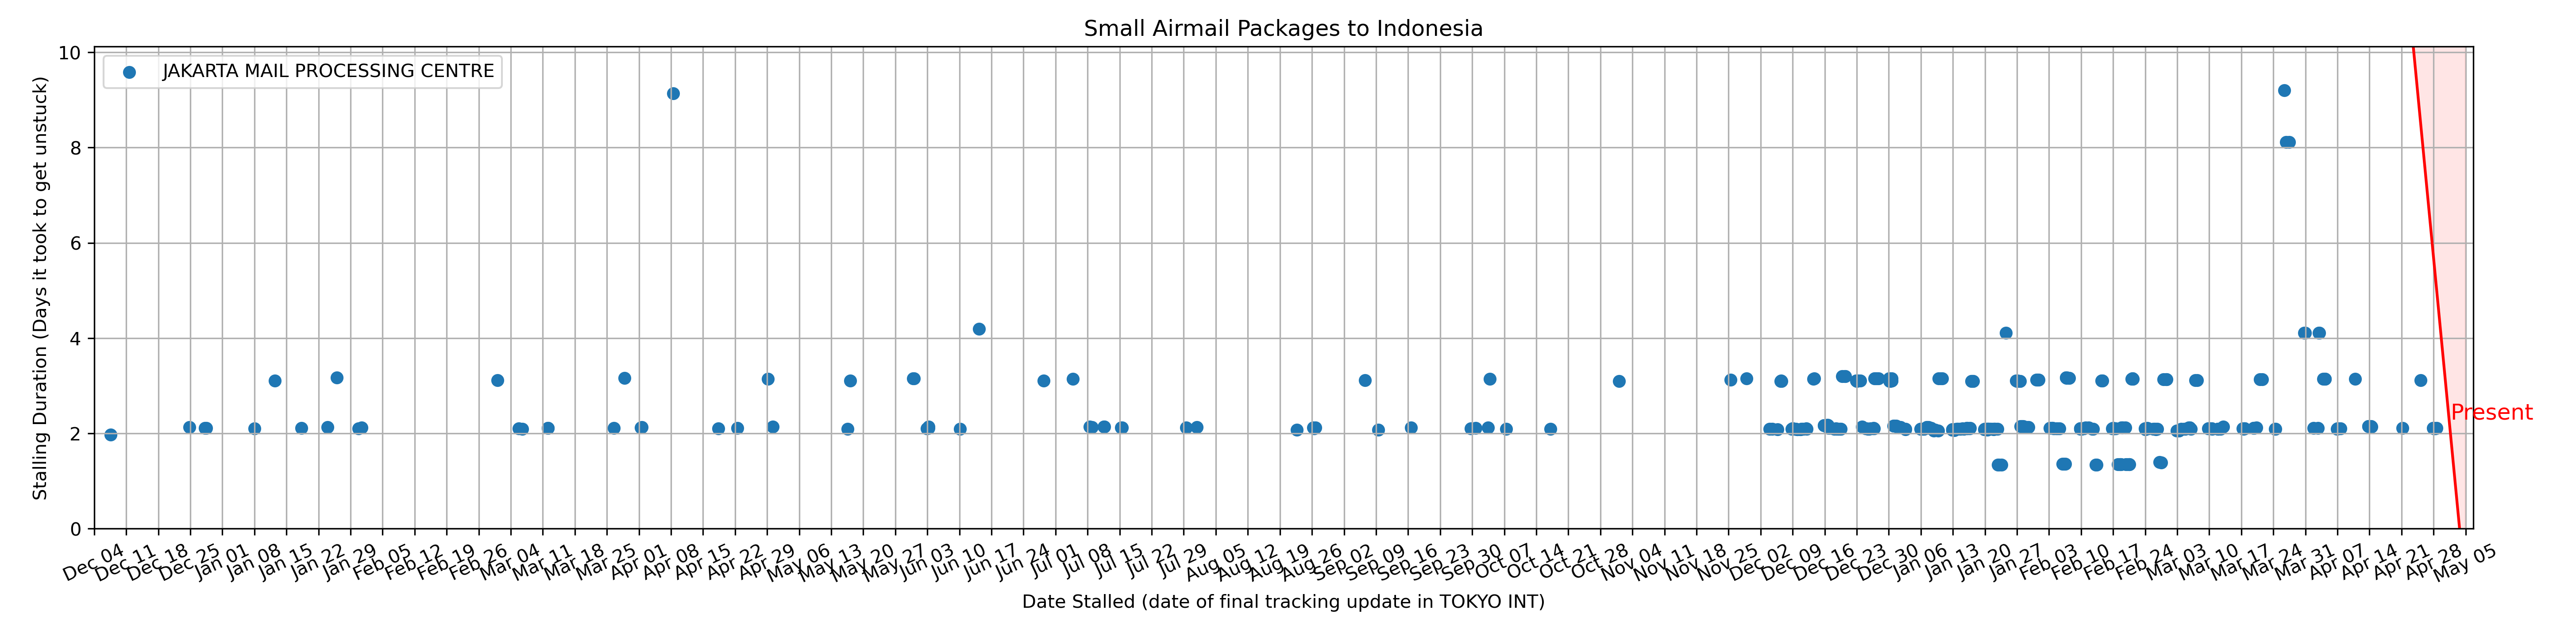 Small Airmail Packages to Indonesia
JAKARTA MAIL PROCESSING CENTRE
Stalling Duration (Days it took to get unstuck)
10
8
6
4
2
0
Present
Dec 04
Dec 11
Dec 18
Dec 25
Jan 01
Jan 08
Jan 15
Jan 22
Jan 29
Feb 05
Feb 12
Feb 19
Feb 26
Mar 04
Mar 11
Mar 18
Mar 25
Apr 01
Apr 08
Apr 15
Apr 22
Apr 29
May 06
May 13
May 20
May 27
Jun 03
Jun 10
Jun 17
Jun 24
Jul 01
Jul 08
Jul 15
Jul 22
Jul 29
Aug 05
Aug 12
Aug 19
Aug 26
Sep 02
Sep 09
Sep 16
Sep 23
Sep 30
Oct 07
Oct 14
Oct 21
Oct 28
Nov 04
Nov 11
Nov 18
Nov 25
Dec 02
Dec 09
Dec 16
Dec 23
Dec 30
Jan 06
Jan 13
Jan 20
Jan 27
Feb 03
Feb 10
Feb 17
Feb 24
Mar 03
Mar 10
Mar 17
Mar 24
Mar 31
Apr 07
Apr 14
Apr 21
Apr 28
May 05
Date Stalled (date of final tracking update in TOKYO INT)